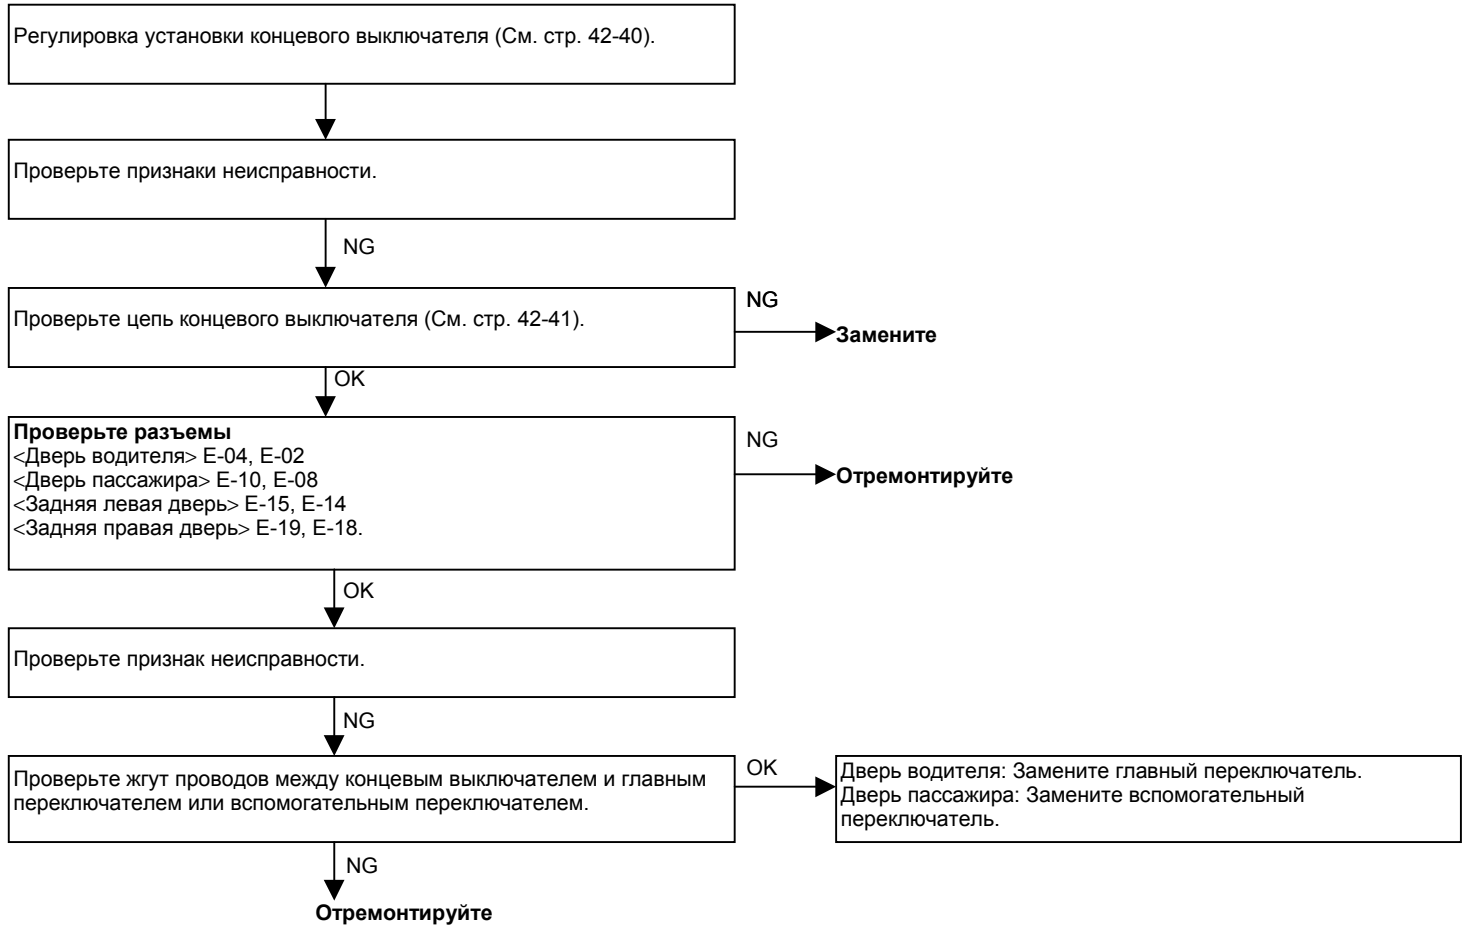 Регулировка установки концевого выключателя (См. стр. 42-40).
Проверьте признаки неисправности.
NG
Проверьте цепь концевого выключателя (См. стр. 42-41).
NG
Замените
OK
Проверьте разъемы
<Дверь водителя> E-04, E-02
<Дверь пассажира> E-10, E-08
<Задняя левая дверь> E-15, E-14
<Задняя правая дверь> E-19, E-18.
NG
Отремонтируйте
OK
Проверьте признак неисправности.
NG
Проверьте жгут проводов между концевым выключателем и главным
переключателем или вспомогательным переключателем.
OK
Дверь водителя: Замените главный переключатель.
Дверь пассажира: Замените вспомогательный
переключатель.
NG
Отремонтируйте